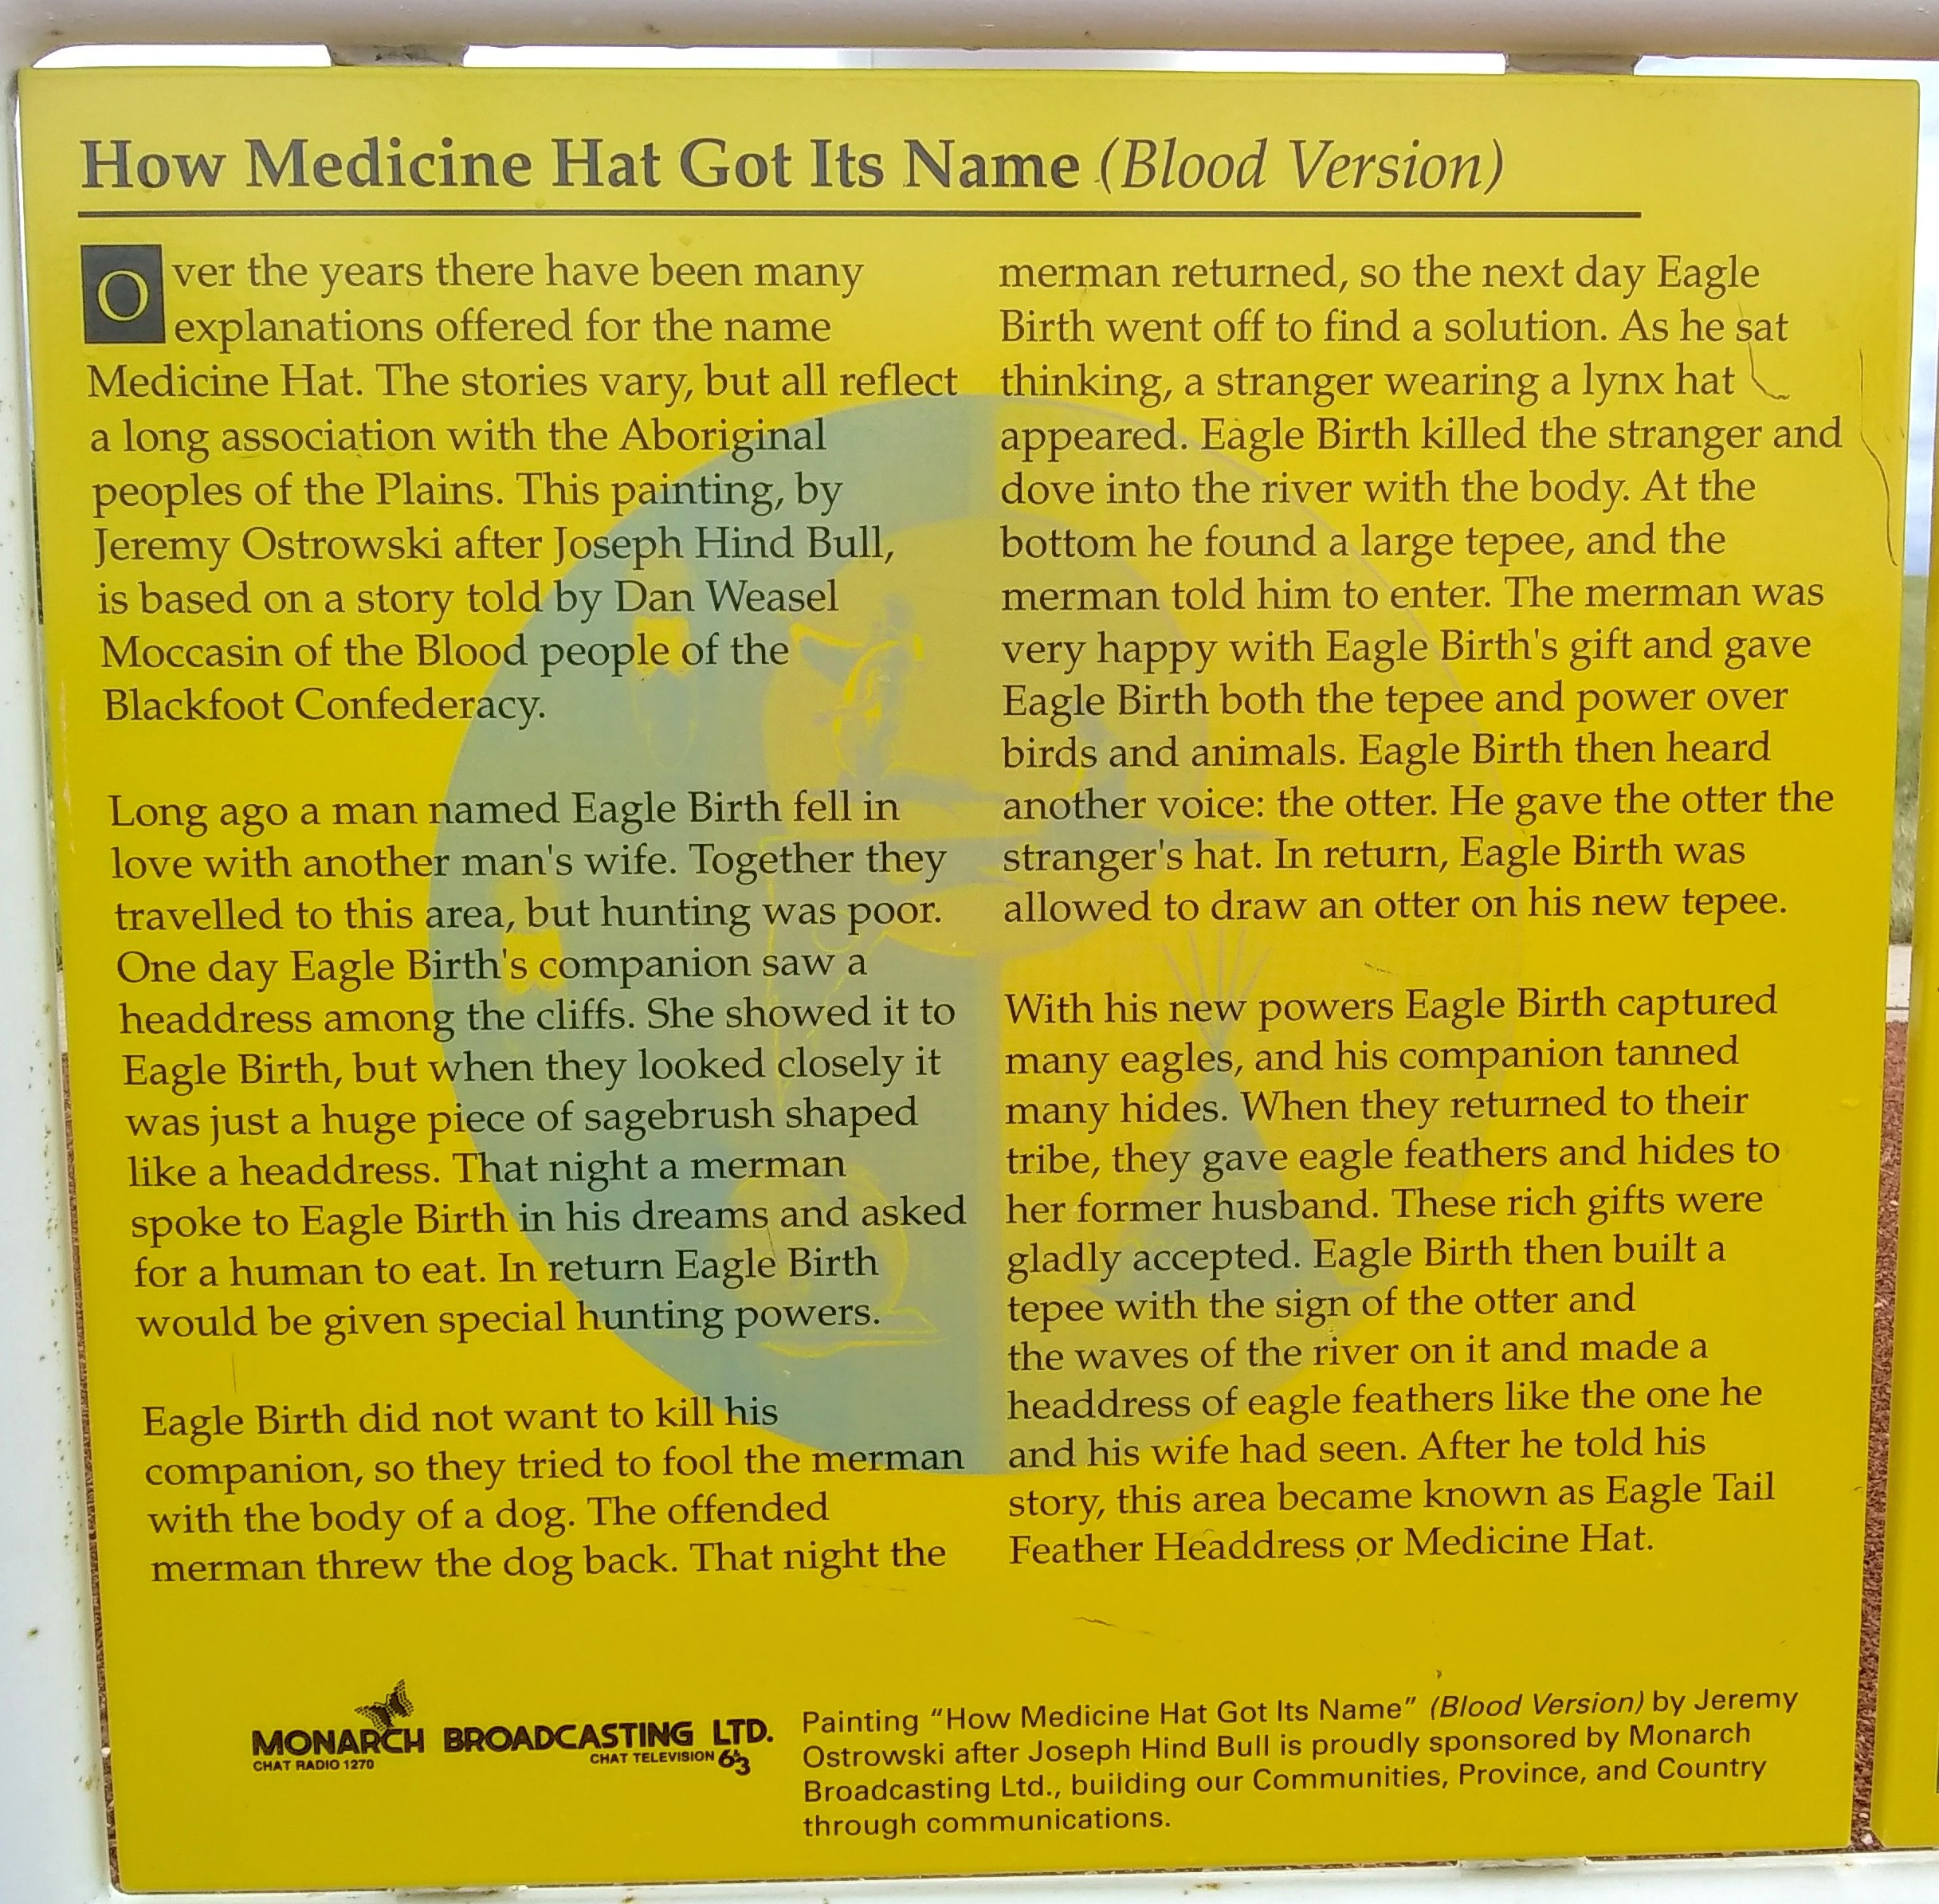 How Medicine Hat Got Its Name (Blood Version)
Over the years there have been many
explanations offered for the name
Medicine Hat. The stories vary, but all reflect
a long association with the Aboriginal
peoples of the Plains. This painting, by
Jeremy Ostrowski after Joseph Hind Bull,
is based on a story told by Dan Weasel
Moccasin of the Blood people of the
Blackfoot Confederacy.
Long ago a man named Eagle Birth fell in
love with another man's wife. Together they
travelled to this area, but hunting was poor.
One day Eagle Birth's companion saw a
headdress among the cliffs. She showed it to
Eagle Birth, but when they looked closely it
was just a huge piece of sagebrush shaped
like a headdress. That night a merman
spoke to Eagle Birth in his dreams and asked
for a human to eat. In return Eagle Birth
would be given special hunting powers.
Eagle Birth did not want to kill his
companion, so they tried to fool the merman
with the body of a dog. The offended
merman threw the dog back. That night the
merman returned, so the next day Eagle
Birth went off to find a solution. As he sat
thinking, a stranger wearing a lynx hat
appeared. Eagle Birth killed the stranger and
dove into the river with the body. At the
bottom he found a large tepee, and the
merman told him to enter. The merman was
very happy with Eagle Birth's gift and gave
Eagle Birth both the tepee and power over
birds and animals. Eagle Birth then heard
another voice: the otter. He gave the otter the
stranger's hat. In return, Eagle Birth was
allowed to draw an otter on his new tepee.
With his new powers Eagle Birth captured
many eagles, and his companion tanned
many hides. When they returned to their
tribe, they gave eagle feathers and hides to
her former husband. These rich gifts were
gladly accepted. Eagle Birth then built a
tepee with the sign of the otter and
the waves of the river on it and made a
headdress of eagle feathers like the one he
and his wife had seen. After he told his
story, this area became known as Eagle Tail
Feather Headdress or Medicine Hat.
MONARCH BROADCASTING LTD.
CHAT RADIO 1270
CHAT TELEVISION 6&3
Painting “How Medicine Hat Got Its Name” (Blood Version) by Jeremy
Ostrowski after Joseph Hind Bull is proudly sponsored by Monarch
Broadcasting Ltd., building our Communities, Province, and Country
through communications.